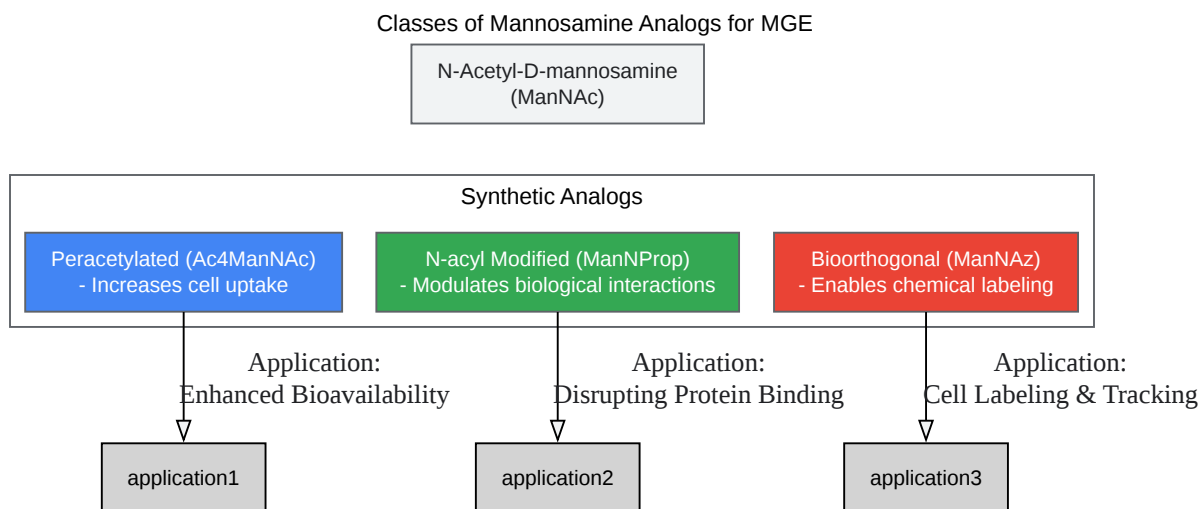 Classes of Mannosamine Analogs for MGE
N-Acetyl-D-mannosamine
(ManNAc)
Synthetic Analogs
Peracetylated (Ac4ManNAc)
- Increases cell uptake
N-acyl Modified (ManNProp)
- Modulates biological interactions
Bioorthogonal (ManNAz)
- Enables chemical labeling
Application:
Enhanced Bioavailability
Application:
Disrupting Protein Binding
Application:
Cell Labeling & Tracking
application1
application2
application3